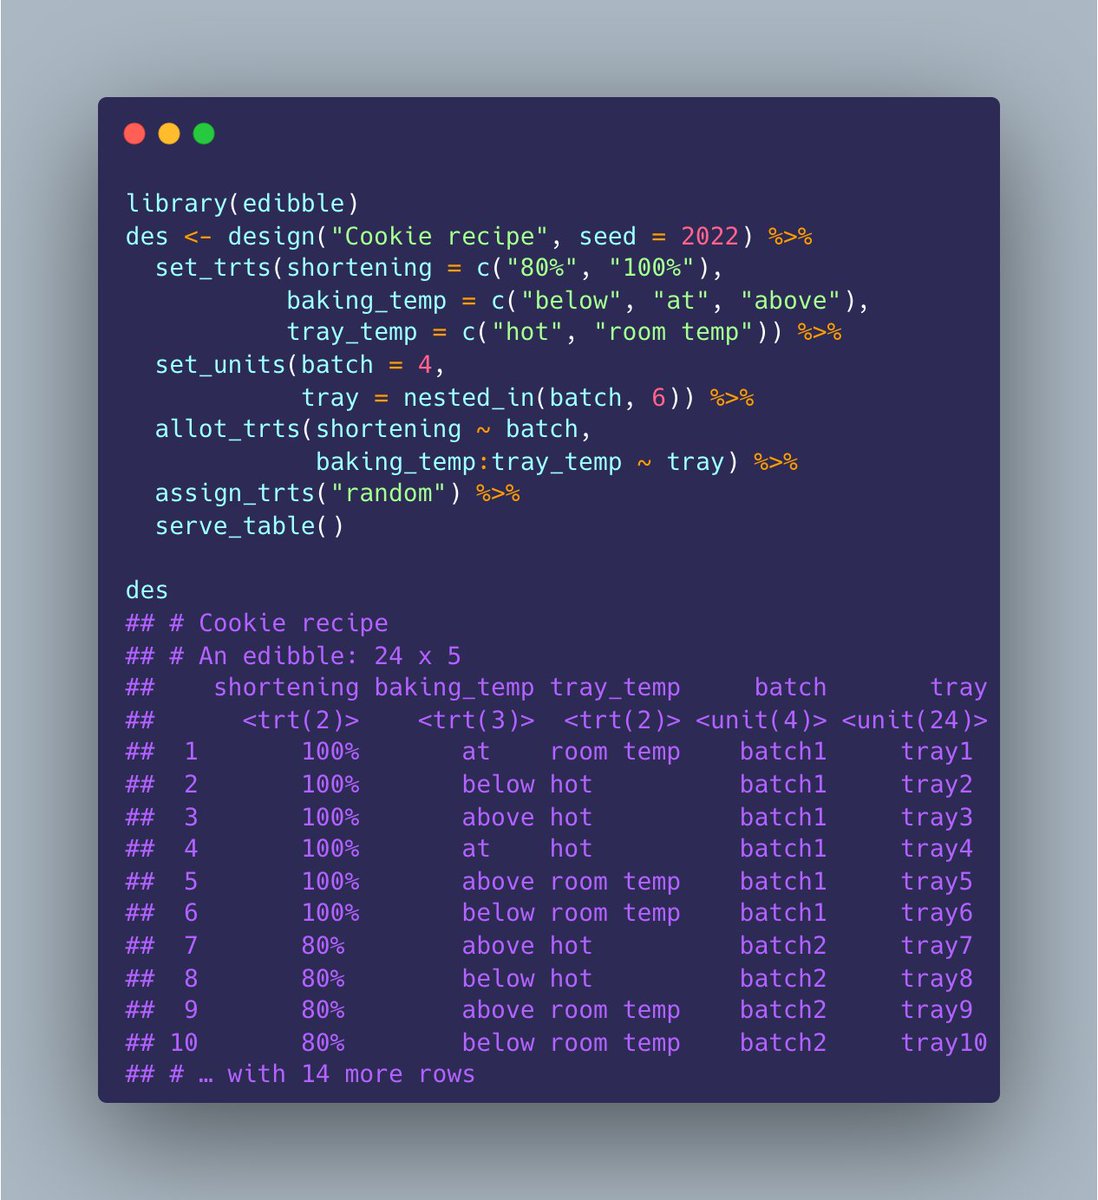 library(edibble)
des <- design("Cookie recipe", seed = 2022) %>%
  set_trts(shortening = c("80%", "100%"),
           baking_temp = c("below", "at", "above"),
           tray_temp = c("hot", "room temp")) %>%
  set_units(batch = 4,
            tray = nested_in(batch, 6)) %>%
  allot_trts(shortening ~ batch,
             baking_temp:tray_temp ~ tray) %>%
  assign_trts("random") %>%
  serve_table()

des
## # Cookie recipe
## # An edibble: 24 x 5
##    shortening baking_temp tray_temp     batch       tray
##      <trt(2)>    <trt(3)>  <trt(2)> <unit(4)> <unit(24)>
##  1       100%       at    room temp    batch1     tray1
##  2       100%       below hot          batch1     tray2
##  3       100%       above hot          batch1     tray3
##  4       100%       at    hot          batch1     tray4
##  5       100%       above room temp    batch1     tray5
##  6       100%       below room temp    batch1     tray6
##  7       80%        above hot          batch2     tray7
##  8       80%        below hot          batch2     tray8
##  9       80%        above room temp    batch2     tray9
## 10       80%        below room temp    batch2     tray10
## # … with 14 more rows